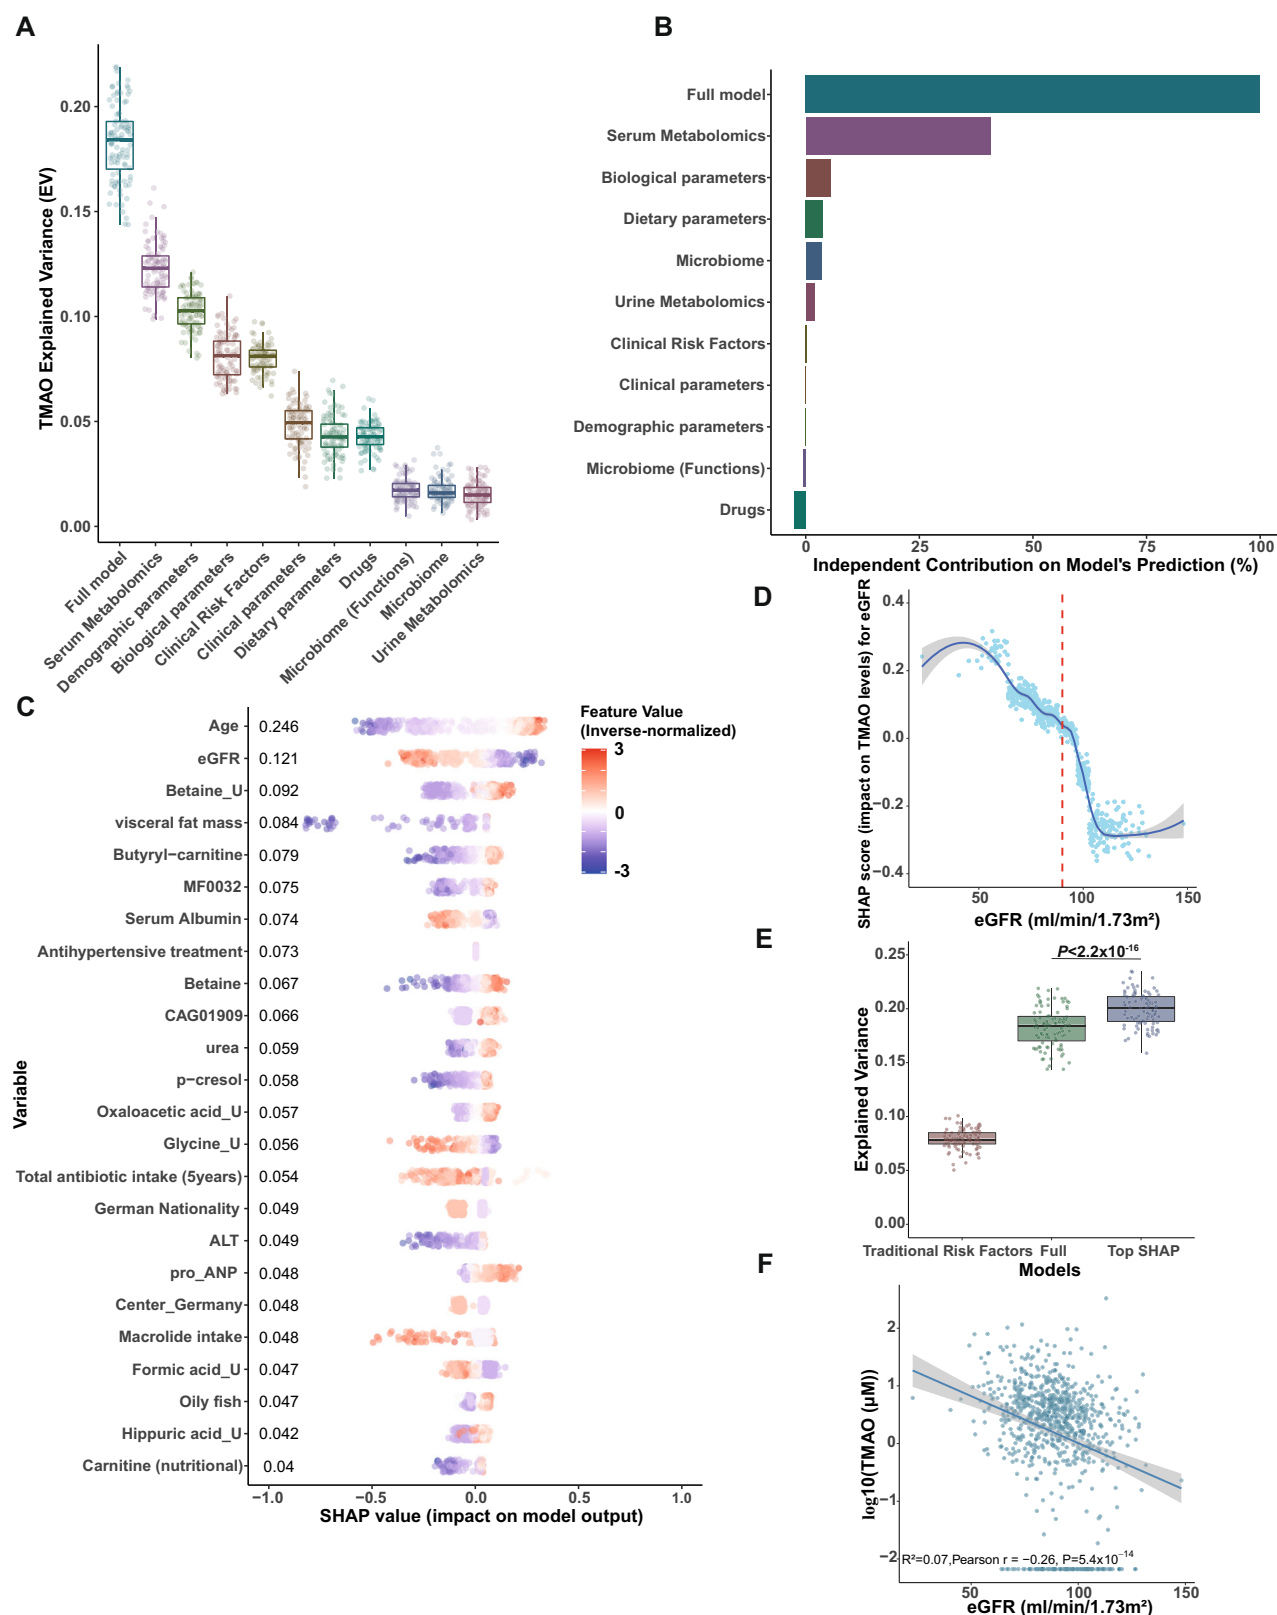 A
TMAO Explained Variance (EV)
0.20
0.15
0.10
0.05
0.00
Full model
Serum Metabolomics
Demographic parameters
Biological parameters
Clinical Risk Factors
Clinical parameters
Dietary parameters
Drugs
Microbiome (Functions)
Microbiome
Urine Metabolomics
B
Full model
Serum Metabolomics
Biological parameters
Dietary parameters
Microbiome
Urine Metabolomics
Clinical Risk Factors
Clinical parameters
Demographic parameters
Microbiome (Functions)
Drugs
0 25 50 75 100
Independent Contribution on Model's Prediction (%)
C
Variable
Age 0.246
eGFR 0.121
Betaine_U 0.092
visceral fat mass 0.084
Butyryl−carnitine 0.079
MF0032 0.075
Serum Albumin 0.074
Antihypertensive treatment 0.073
Betaine 0.067
CAG01909 0.066
urea 0.059
p−cresol 0.058
Oxaloacetic acid_U 0.057
Glycine_U 0.056
Total antibiotic intake (5years) 0.054
German Nationality 0.049
ALT 0.049
pro_ANP 0.048
Center_Germany 0.048
Macrolide intake 0.048
Formic acid_U 0.047
Oily fish 0.047
Hippuric acid_U 0.042
Carnitine (nutritional) 0.04
−1.0 −0.5 0.0 0.5 1.0
SHAP value (impact on model output)
Feature Value
(Inverse-normalized)
3
0
-3
D
SHAP score (impact on TMAO levels) for eGFR
0.4
0.2
0.0
−0.2
−0.4
50 100 150
eGFR (ml/min/1.73m²)
E
Explained Variance
0.25
0.20
0.15
0.10
0.05
0.00
P<2.2x10⁻¹⁶
Traditional Risk Factors Full Top SHAP
Models
F
log10(TMAO (µM))
2
1
0
−1
−2
R²=0.07,Pearson r = −0.26, P=5.4x10⁻¹⁴
50 100 150
eGFR (ml/min/1.73m²)